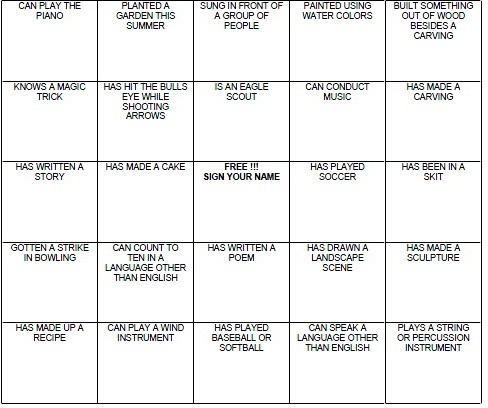 CAN PLAY THE
PIANO
PLANTED A
GARDEN THIS
SUMMER
SUNG IN FRONT OF
A GROUP OF
PEOPLE
PAINTED USING
WATER COLORS
BUILT SOMETHING
OUT OF WOOD
BESIDES A
CARVING
KNOWS A MAGIC
TRICK
HAS HIT THE BULLS
EYE WHILE
SHOOTING
ARROWS
IS AN EAGLE
SCOUT
CAN CONDUCT
MUSIC
HAS MADE A
CARVING
HAS WRITTEN A
STORY
HAS MADE A CAKE
FREE !!!
SIGN YOUR NAME
HAS PLAYED
SOCCER
HAS BEEN IN A
SKIT
GOTTEN A STRIKE
IN BOWLING
CAN COUNT TO
TEN IN A
LANGUAGE OTHER
THAN ENGLISH
HAS WRITTEN A
POEM
HAS DRAWN A
LANDSCAPE
SCENE
HAS MADE A
SCULPTURE
HAS MADE UP A
RECIPE
CAN PLAY A WIND
INSTRUMENT
HAS PLAYED
BASEBALL OR
SOFTBALL
CAN SPEAK A
LANGUAGE OTHER
THAN ENGLISH
PLAYS A STRING
OR PERCUSSION
INSTRUMENT